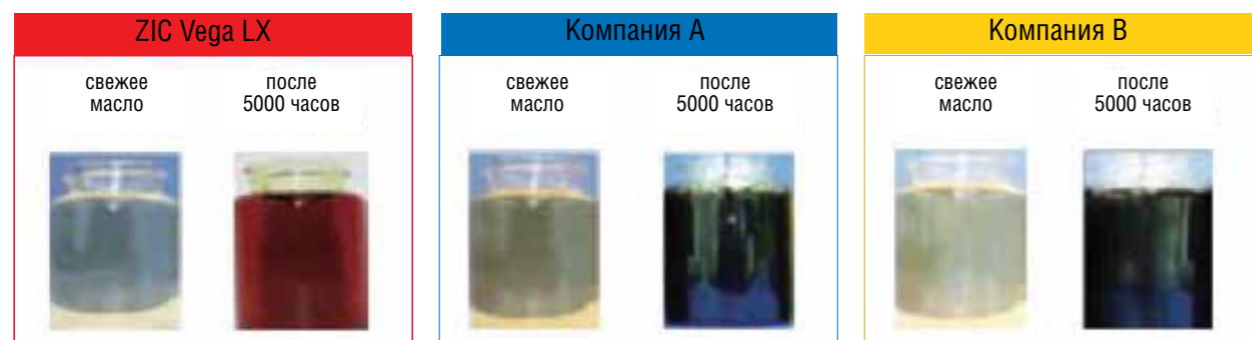 ZIC Vega LX
свежее
масло
после
5000 часов
Компания А
свежее
масло
после
5000 часов
Компания В
свежее
масло
после
5000 часов